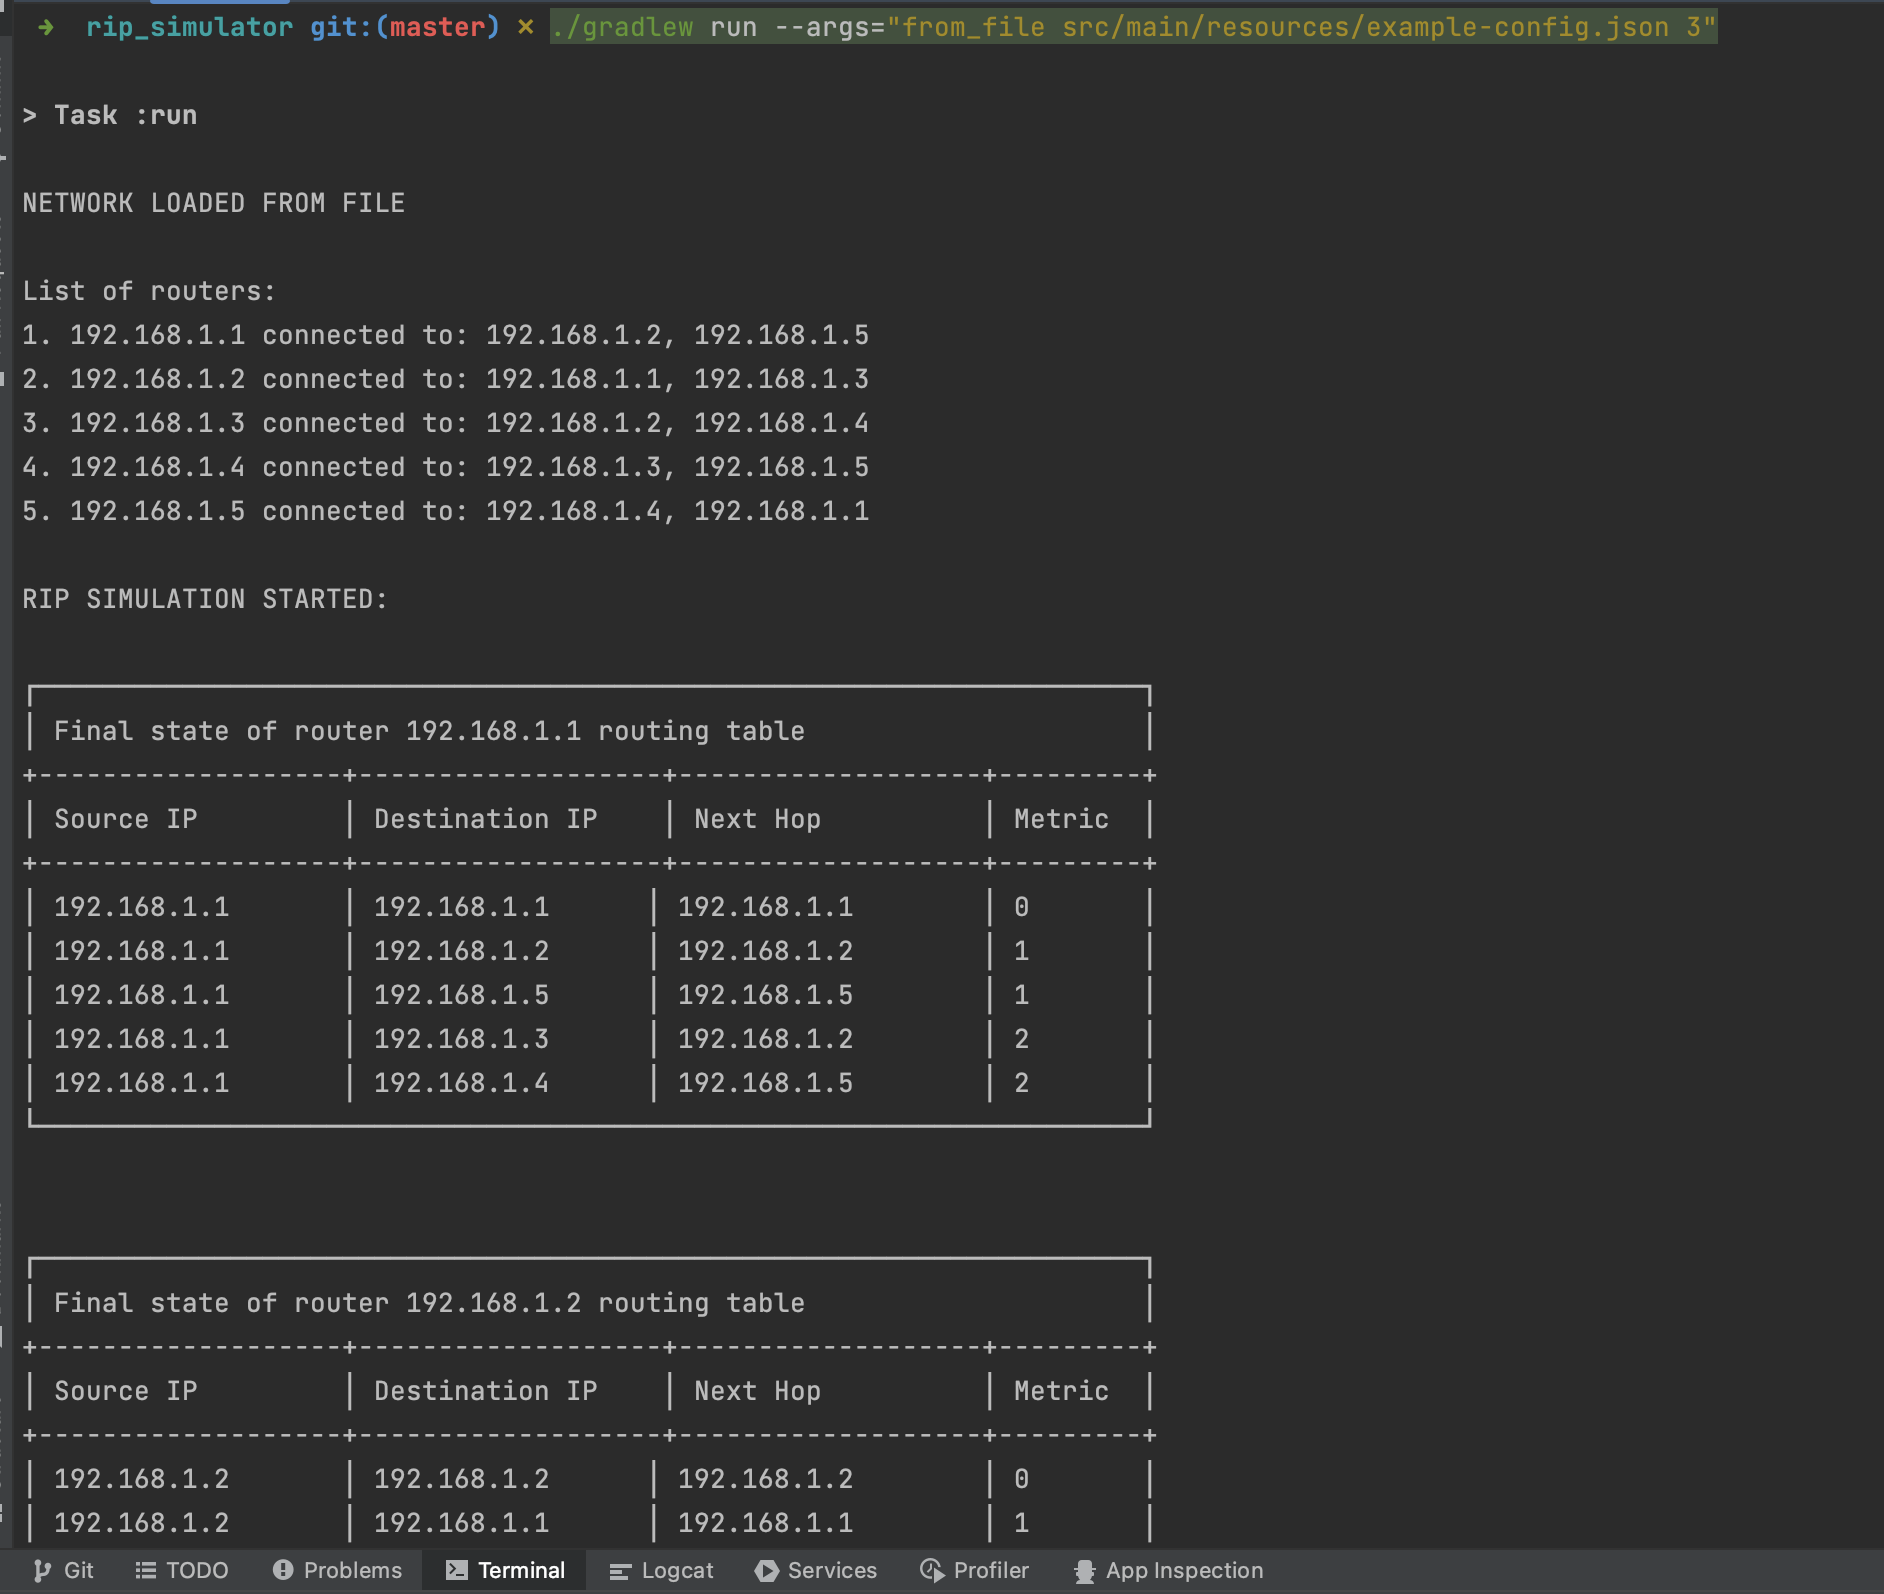 ➜ rip_simulator git:(master) ✗ ./gradlew run --args="from_file src/main/resources/example-config.json 3"
> Task :run
NETWORK LOADED FROM FILE
List of routers:
1. 192.168.1.1 connected to: 192.168.1.2, 192.168.1.5
2. 192.168.1.2 connected to: 192.168.1.1, 192.168.1.3
3. 192.168.1.3 connected to: 192.168.1.2, 192.168.1.4
4. 192.168.1.4 connected to: 192.168.1.3, 192.168.1.5
5. 192.168.1.5 connected to: 192.168.1.4, 192.168.1.1
RIP SIMULATION STARTED:
Final state of router 192.168.1.1 routing table
+-------------------+-------------------+-------------------+---------+
| Source IP | Destination IP | Next Hop | Metric |
+-------------------+-------------------+-------------------+---------+
| 192.168.1.1 | 192.168.1.1 | 192.168.1.1 | 0 |
| 192.168.1.1 | 192.168.1.2 | 192.168.1.2 | 1 |
| 192.168.1.1 | 192.168.1.5 | 192.168.1.5 | 1 |
| 192.168.1.1 | 192.168.1.3 | 192.168.1.2 | 2 |
| 192.168.1.1 | 192.168.1.4 | 192.168.1.5 | 2 |
Final state of router 192.168.1.2 routing table
+-------------------+-------------------+-------------------+---------+
| Source IP | Destination IP | Next Hop | Metric |
+-------------------+-------------------+-------------------+---------+
| 192.168.1.2 | 192.168.1.2 | 192.168.1.2 | 0 |
| 192.168.1.2 | 192.168.1.1 | 192.168.1.1 | 1 |
Git TODO Problems Terminal Logcat Services Profiler App Inspection